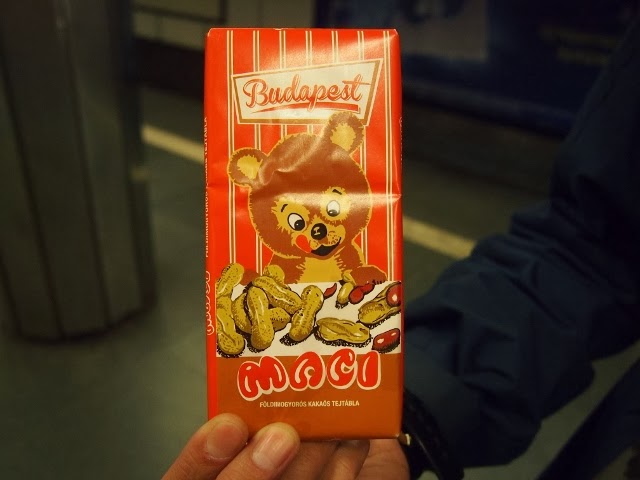 Budapest
MACI
FÖLDIMOGYORÓS KAKAÓS TEJTÁBLA